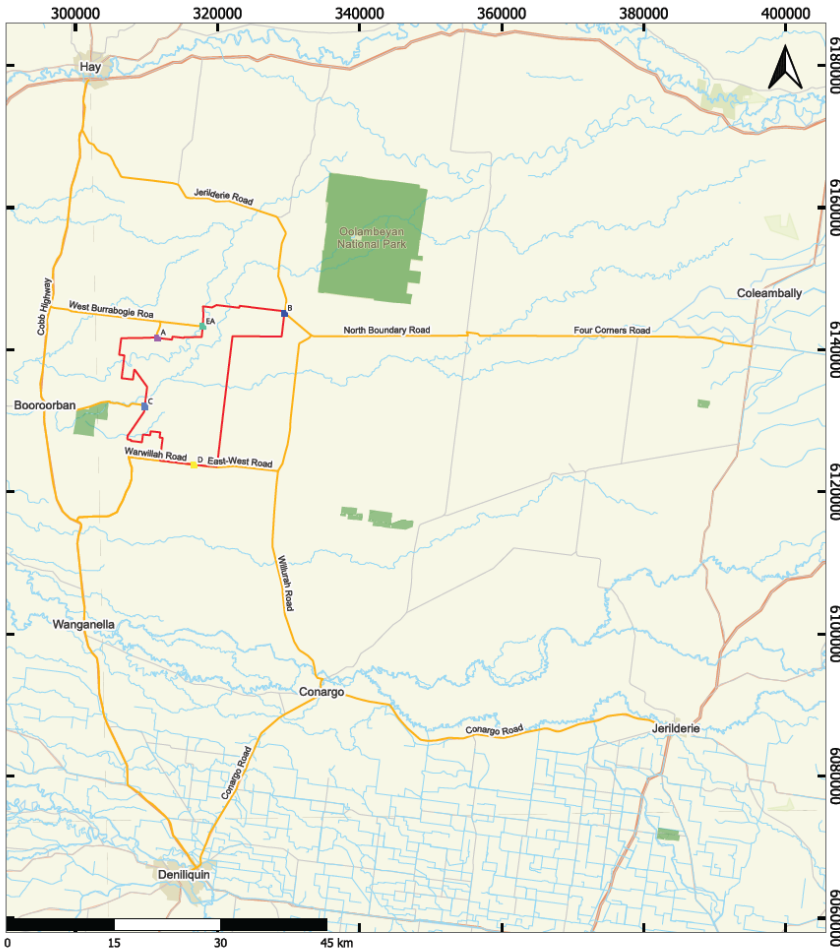 300000 320000 340000 360000 380000 400000
Hay
6180000
Jerilderie Road
6160000
Oolambeyan
National Park
Coleambally
Cobb Highway
West Burrabogie Roa
EA
B
A
North Boundary Road
Four Corners Road
6140000
Booroorban
C
Warwillah Road
D
East-West Road
6120000
Willurah Road
Wanganella
6100000
Conargo
Conargo Road
Jerilderie
Conargo Road
6080000
Deniliquin
6060000
0 15 30 45 km